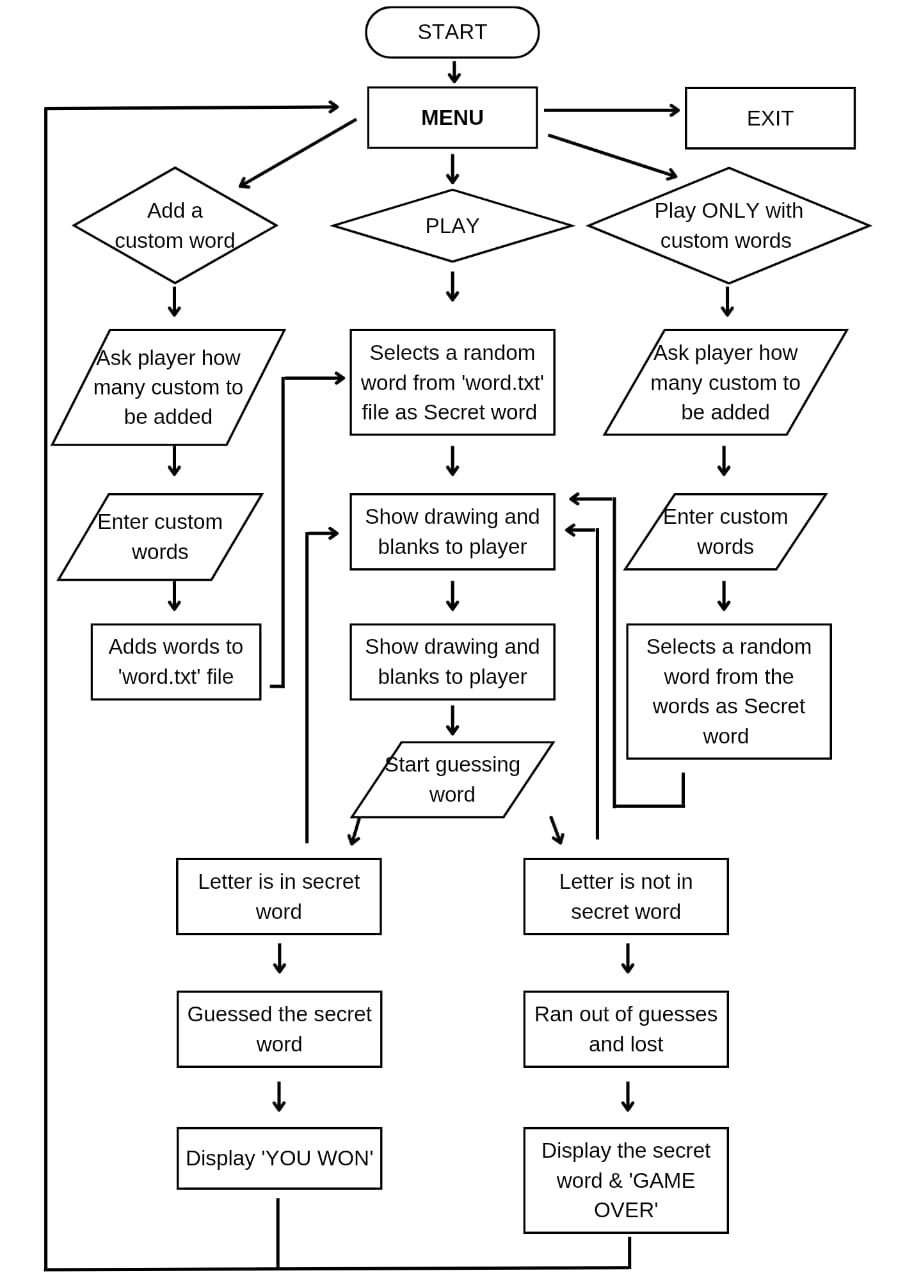 START
MENU
EXIT
Add a
custom word
PLAY
Play ONLY with
custom words
Ask player how
many custom to
be added
Selects a random
word from 'word.txt'
file as Secret word
Ask player how
many custom to
be added
Enter custom
words
Show drawing and
blanks to player
Enter custom
words
Adds words to
'word.txt' file
Show drawing and
blanks to player
Selects a random
word from the
words as Secret
word
Start guessing
word
Letter is in secret
word
Letter is not in
secret word
Guessed the secret
word
Ran out of guesses
and lost
Display 'YOU WON'
Display the secret
word & 'GAME
OVER'